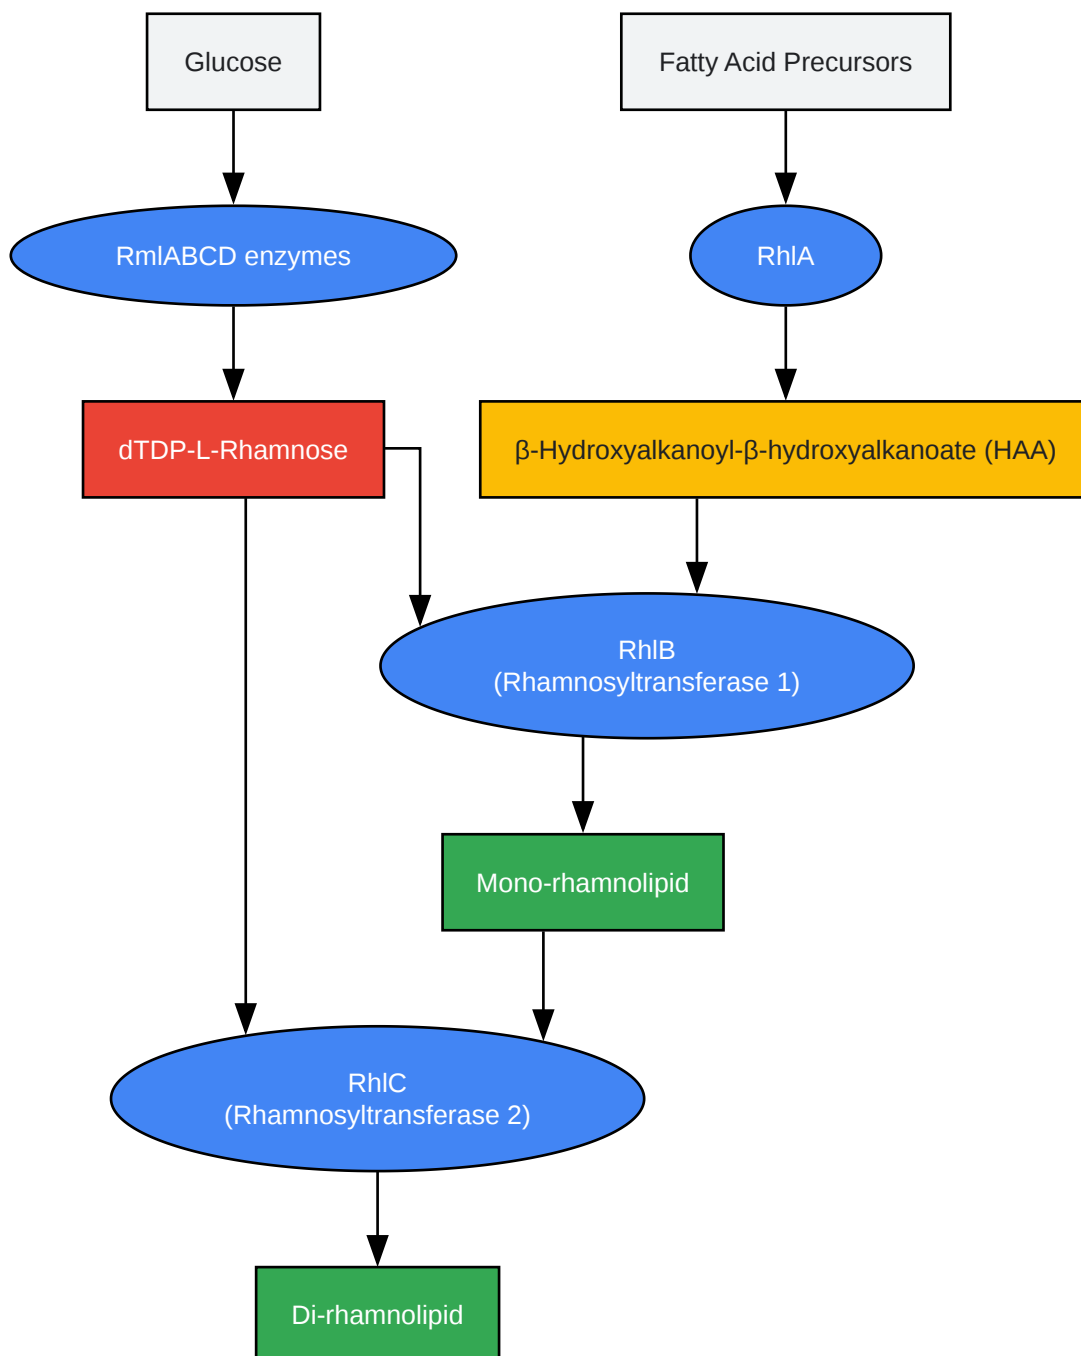 Glucose
Fatty Acid Precursors
RmlABCD enzymes
RhlA
dTDP-L-Rhamnose
β-Hydroxyalkanoyl-β-hydroxyalkanoate (HAA)
RhlB
(Rhamnosyltransferase 1)
Mono-rhamnolipid
RhlC
(Rhamnosyltransferase 2)
Di-rhamnolipid